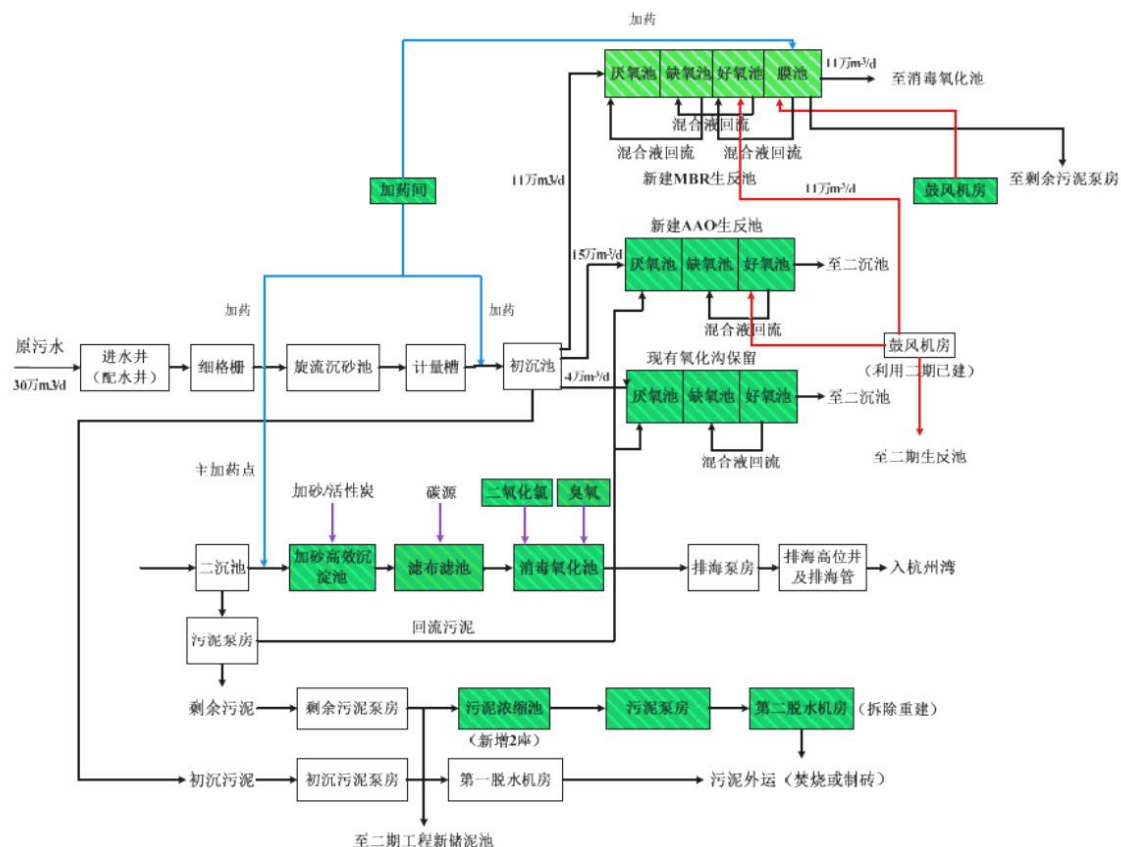 加药
厌氧池 缺氧池 好氧池 膜池
11万m³/d
至消毒氧化池
混合液回流
混合液回流 混合液回流
11万m3/d
加药间
新建MBR生反池
11万m³/d
鼓风机房
至剩余污泥泵房
新建AAO生反池
15万m³/d
厌氧池 缺氧池 好氧池
至二沉池
加药 加药
混合液回流
原污水
30万m3/d
进水井
(配水井)
细格栅
旋流沉砂池
计量槽
初沉池
鼓风机房
(利用二期已建)
现有氧化沟保留
4万m³/d
厌氧池 缺氧池 好氧池
至二沉池
混合液回流
至二期生反池
主加药点
加砂/活性炭
碳源
二氧化氯
臭氧
二沉池
加砂高效沉
淀池
滤布滤池
消毒氧化池
排海泵房
排海高位井
及排海管
入杭州湾
污泥泵房
回流污泥
剩余污泥
剩余污泥泵房
污泥浓缩池
(新增2座)
污泥泵房
第二脱水机房
(拆除重建)
初沉污泥
初沉污泥泵房
第一脱水机房
污泥外运(焚烧或制砖)
至二期工程新储泥池